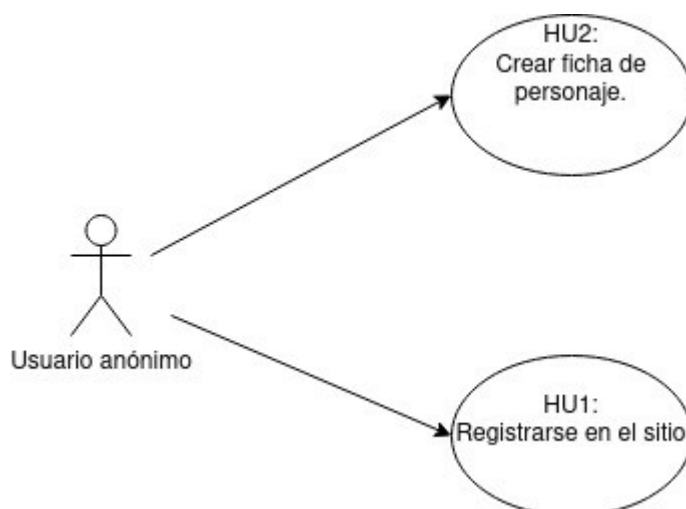 HU2:
Crear ficha de
personaje.
Usuario anónimo
HU1:
Registrarse en el sitio